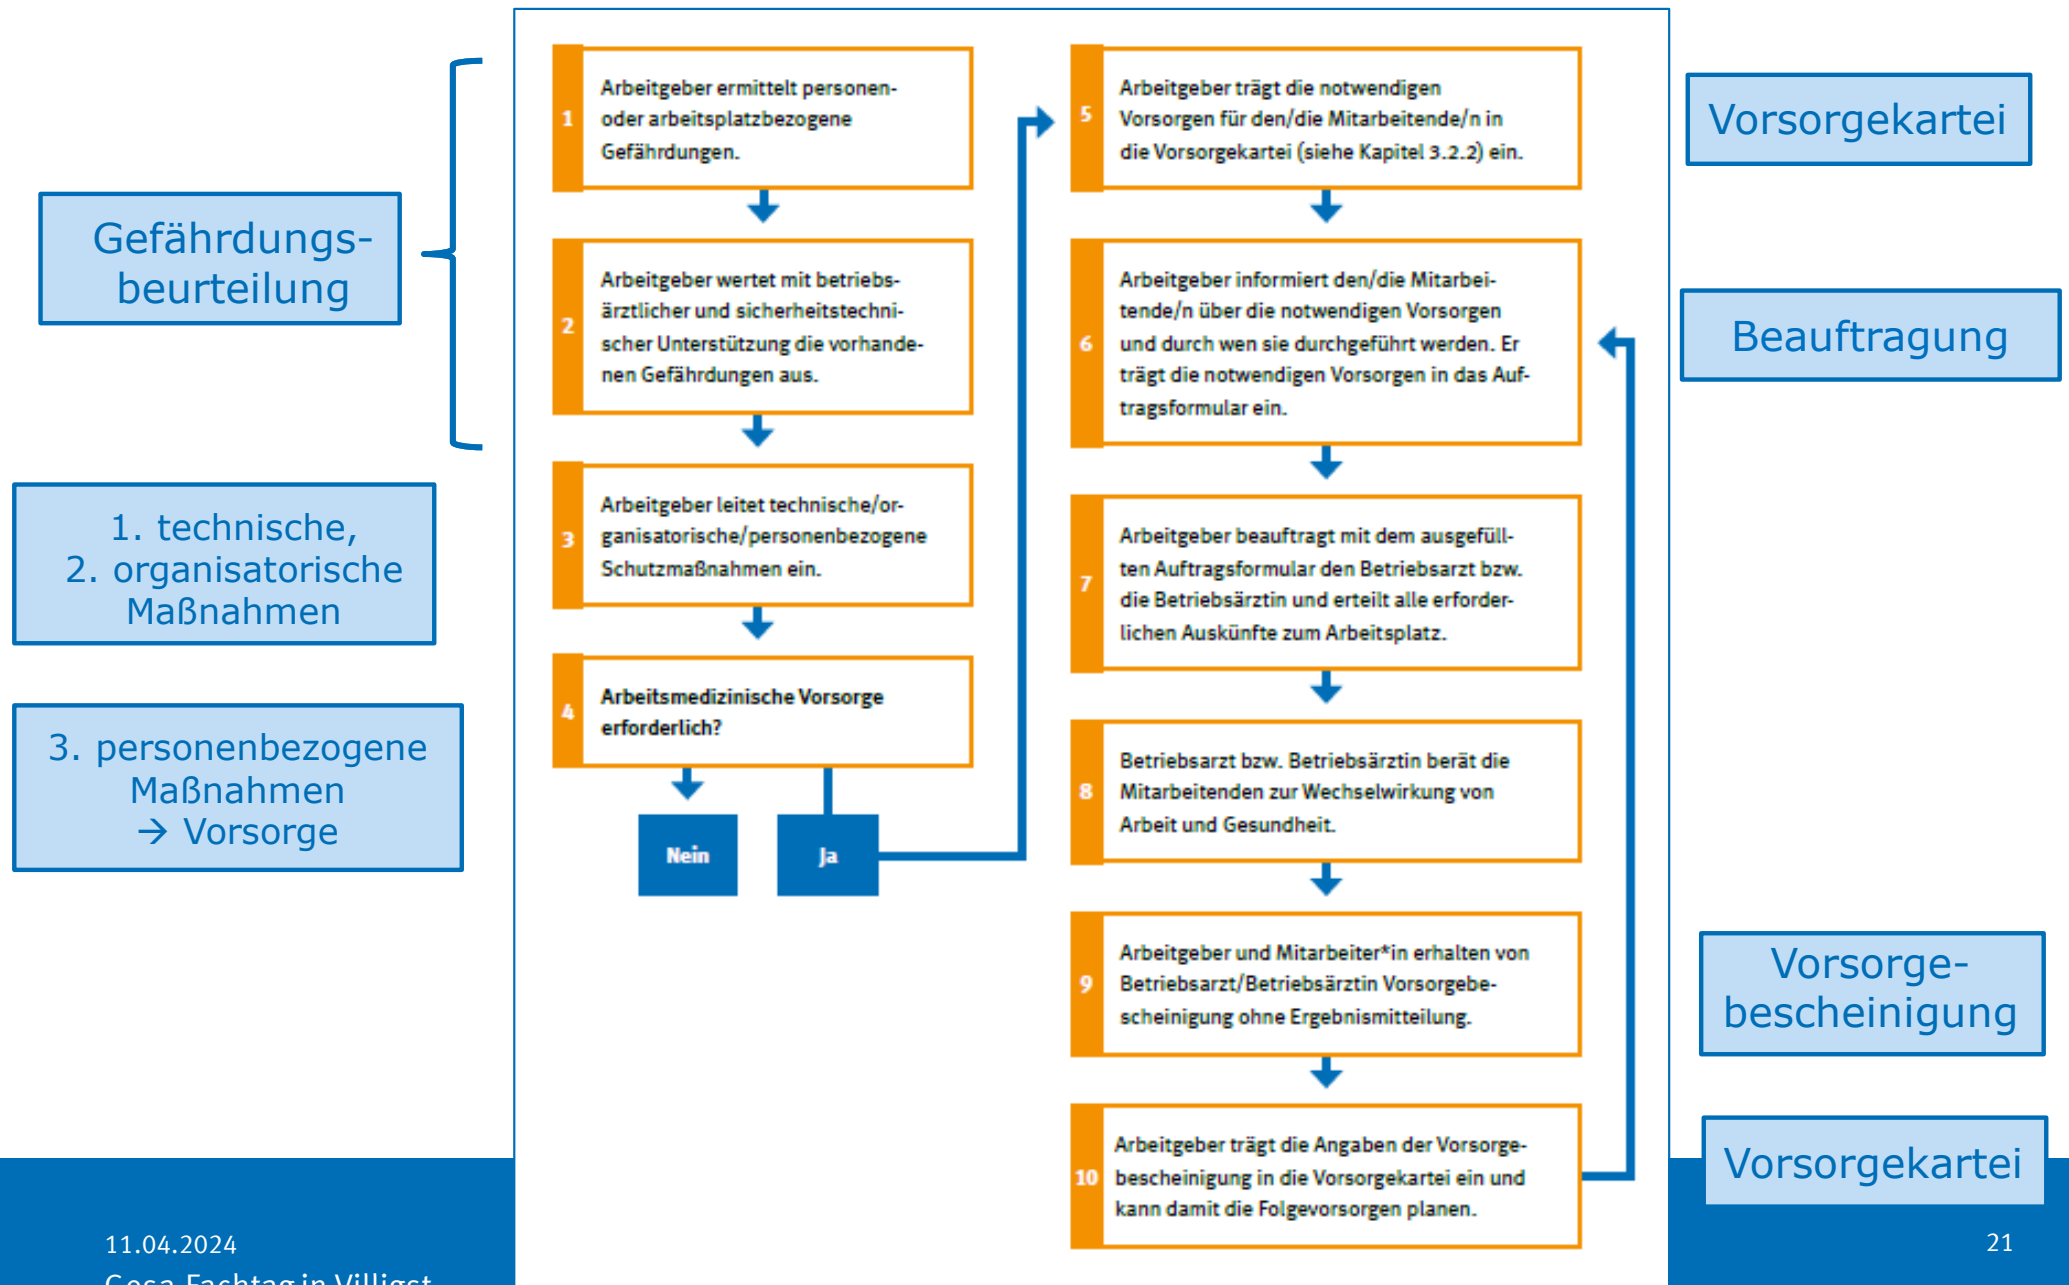 Gefährdungs-
beurteilung
1. technische,
2. organisatorische
Maßnahmen
3. personenbezogene
Maßnahmen
→ Vorsorge
1
Arbeitgeber ermittelt personen-
oder arbeitsplatzbezogene
Gefährdungen.
2
Arbeitgeber wertet mit betriebs-
ärztlicher und sicherheitstechni-
scher Unterstützung die vorhande-
nen Gefährdungen aus.
3
Arbeitgeber leitet technische/or-
ganisatorische/personenbezogene
Schutzmaßnahmen ein.
4
Arbeitsmedizinische Vorsorge
erforderlich?
Nein
Ja
5
Arbeitgeber trägt die notwendigen
Vorsorgen für den/die Mitarbeitende/n in
die Vorsorgekartei (siehe Kapitel 3.2.2) ein.
6
Arbeitgeber informiert den/die Mitarbei-
tende/n über die notwendigen Vorsorgen
und durch wen sie durchgeführt werden. Er
trägt die notwendigen Vorsorgen in das Auf-
tragsformular ein.
7
Arbeitgeber beauftragt mit dem ausgefüll-
ten Auftragsformular den Betriebsarzt bzw.
die Betriebsärztin und erteilt alle erforder-
lichen Auskünfte zum Arbeitsplatz.
8
Betriebsarzt bzw. Betriebsärztin berät die
Mitarbeitenden zur Wechselwirkung von
Arbeit und Gesundheit.
9
Arbeitgeber und Mitarbeiter*in erhalten von
Betriebsarzt/Betriebsärztin Vorsorgebe-
scheinigung ohne Ergebnismitteilung.
10
Arbeitgeber trägt die Angaben der Vorsorge-
bescheinigung in die Vorsorgekartei ein und
kann damit die Folgevorsorgen planen.
Vorsorgekartei
Beauftragung
Vorsorge-
bescheinigung
Vorsorgekartei
11.04.2024
Gesa Fachtag in Villigst
21